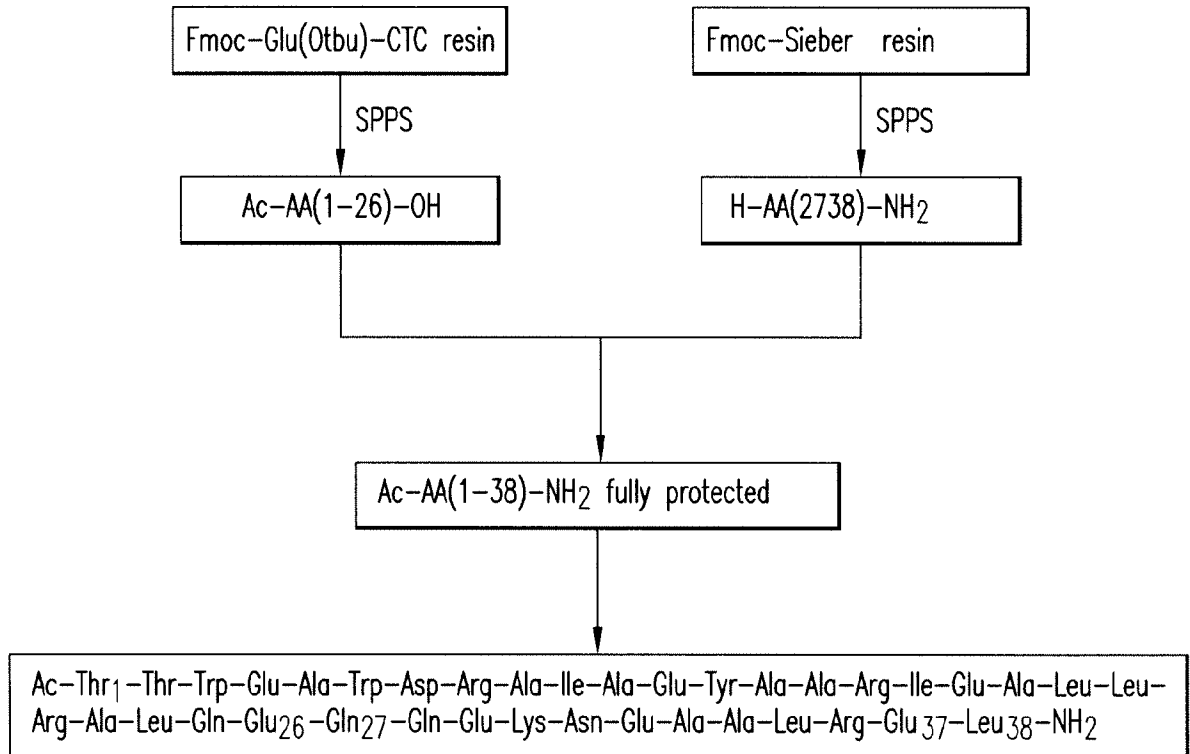 Fmoc-Glu(Otbu)-CTC resin
Fmoc-Sieber resin
SPPS
SPPS
Ac-AA(1-26)-OH
H-AA(2738)-NH2
Ac-AA(1-38)-NH2 fully protected
Ac-Thr1-Thr-Trp-Glu-Ala-Trp-Asp-Arg-Ala-Ile-Ala-Glu-Tyr-Ala-Ala-Arg-Ile-Glu-Ala-Leu-Leu-
Arg-Ala-Leu-Gln-Glu26-Gln27-Gln-Glu-Lys-Asn-Glu-Ala-Ala-Leu-Arg-Glu37-Leu38-NH2